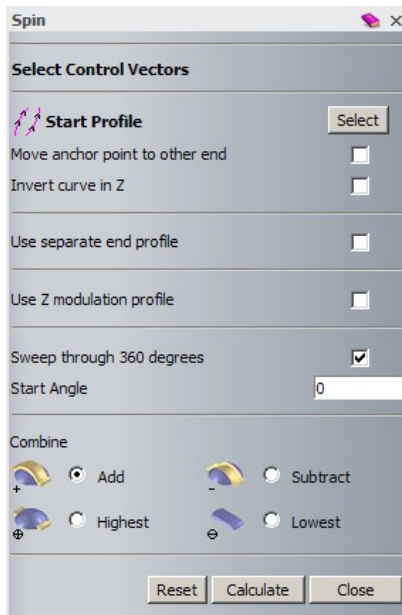 Spin
Select Control Vectors
Start Profile Select
Move anchor point to other end
Invert curve in Z
Use separate end profile
Use Z modulation profile
Sweep through 360 degrees
Start Angle 0
Combine
Add Subtract
Highest Lowest
Reset Calculate Close